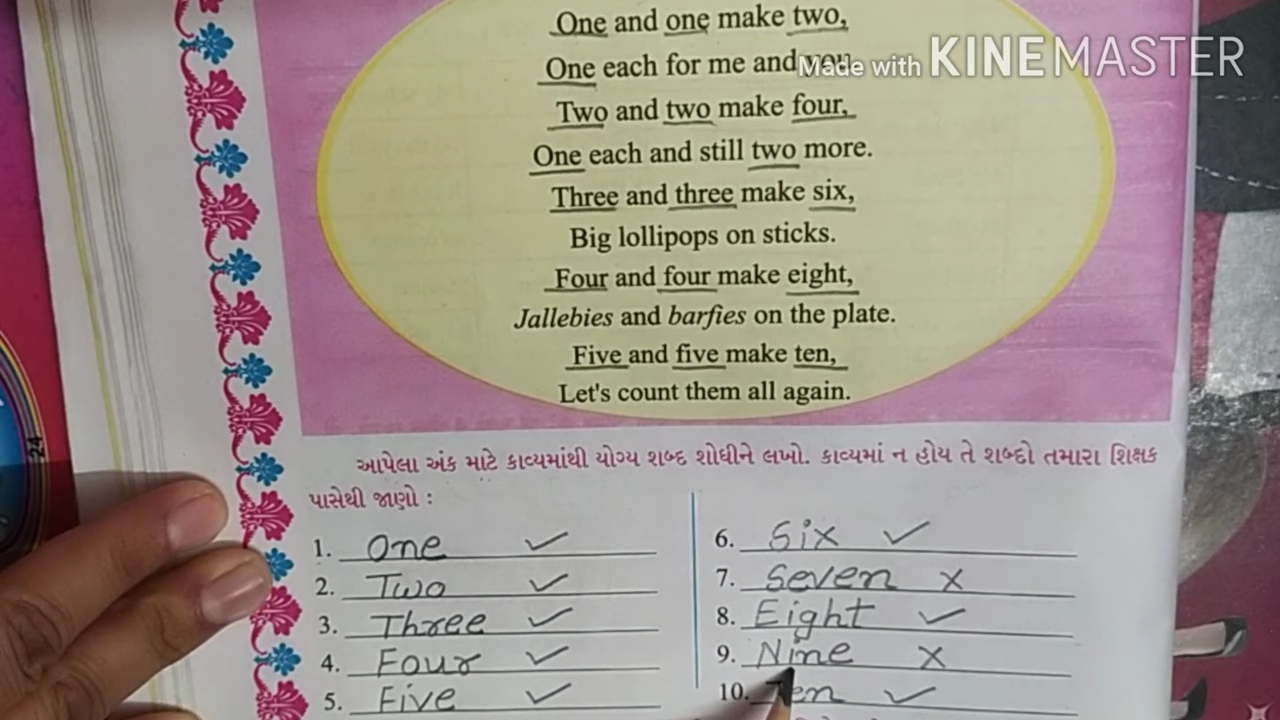 One and one make two,
One each for me and you
Made with KINEMASTER
Two and two make four,
One each and still two more.
Three and three make six,
Big lollipops on sticks.
Four and four make eight,
Jallebies and barfies on the plate.
Five and five make ten,
Let's count them all again.
આપેલા અંક માટે કાવ્યમાંથી યોગ્ય શબ્દ શોધીને લખો. કાવ્યમાં ન હોય તે શબ્દો તમારા શિક્ષક
પાસેથી જાણો :
1. One ✓
2. Two ✓
3. Three ✓
4. Four ✓
5. Five ✓
6. Six ✓
7. Seven X
8. Eight ✓
9. Nine X
10. Ten ✓
24